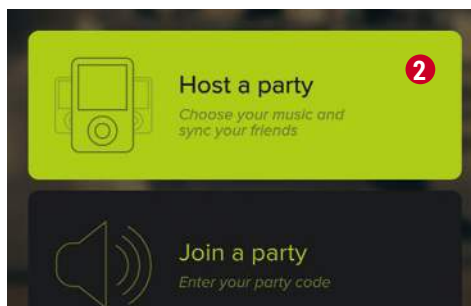 Host a party
2
Choose your music and
sync your friends
Join a party
Enter your party code